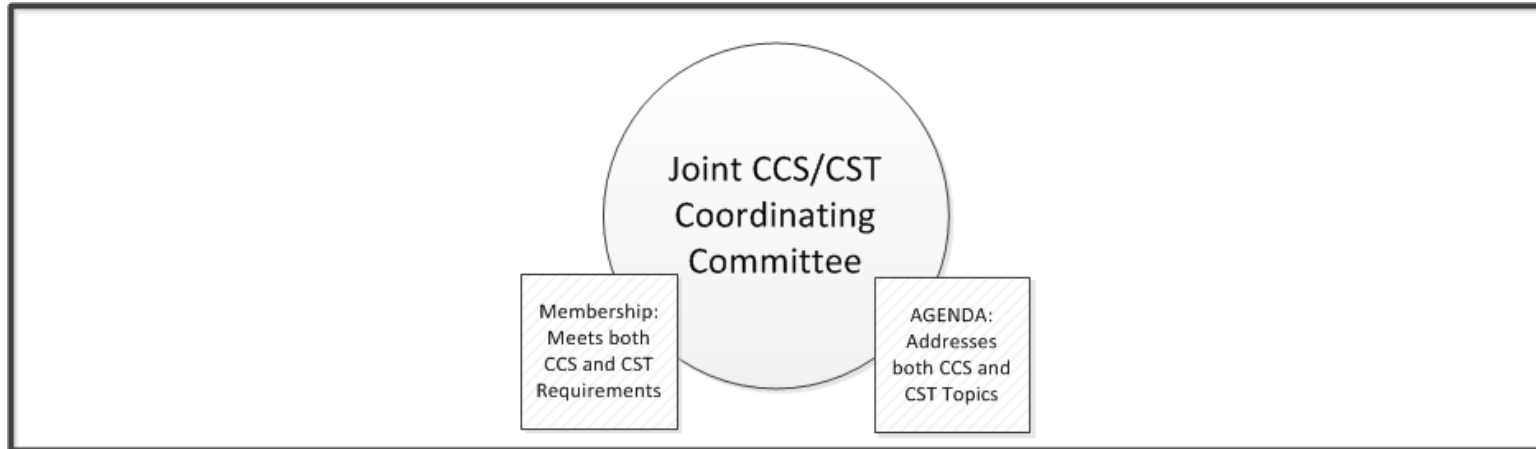 Joint CCS/CST
Coordinating
Committee
Membership:
Meets both
CCS and CST
Requirements
AGENDA:
Addresses
both CCS and
CST Topics